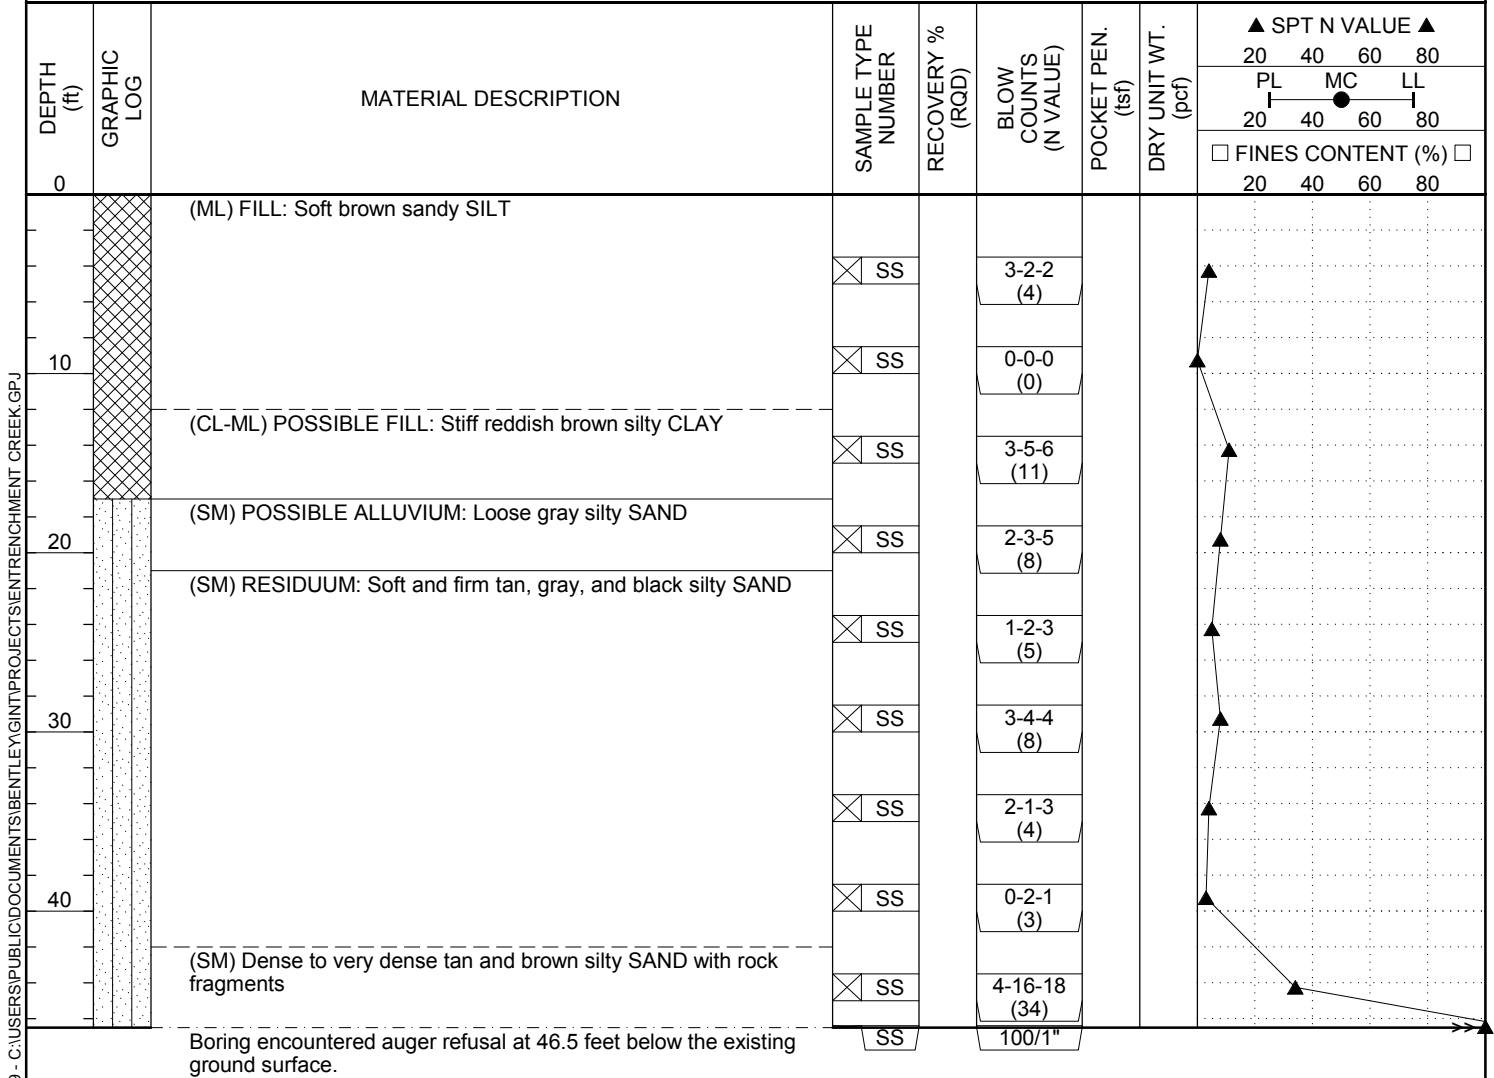 DEPTH
(ft)
GRAPHIC
LOG
MATERIAL DESCRIPTION
SAMPLE TYPE
NUMBER
RECOVERY %
(RQD)
BLOW
COUNTS
(N VALUE)
POCKET PEN.
(tsf)
DRY UNIT WT.
(pcf)
▲ SPT N VALUE ▲
20 40 60 80
PL MC LL
20 40 60 80
□ FINES CONTENT (%) □
20 40 60 80
0
(ML) FILL: Soft brown sandy SILT
SS 3-2-2
(4)
10 SS 0-0-0
(0)
(CL-ML) POSSIBLE FILL: Stiff reddish brown silty CLAY
SS 3-5-6
(11)
(SM) POSSIBLE ALLUVIUM: Loose gray silty SAND
20 SS 2-3-5
(8)
(SM) RESIDUUM: Soft and firm tan, gray, and black silty SAND
SS 1-2-3
(5)
30 SS 3-4-4
(8)
SS 2-1-3
(4)
40 SS 0-2-1
(3)
(SM) Dense to very dense tan and brown silty SAND with rock
fragments
SS 4-16-18
(34)
>>
SS 100/1"
Boring encountered auger refusal at 46.5 feet below the existing
ground surface.
- C:\USERS\PUBLIC\DOCUMENTS\BENTLEY\GINT\PROJECTS\ENTRENCHMENT CREEK.GPJ